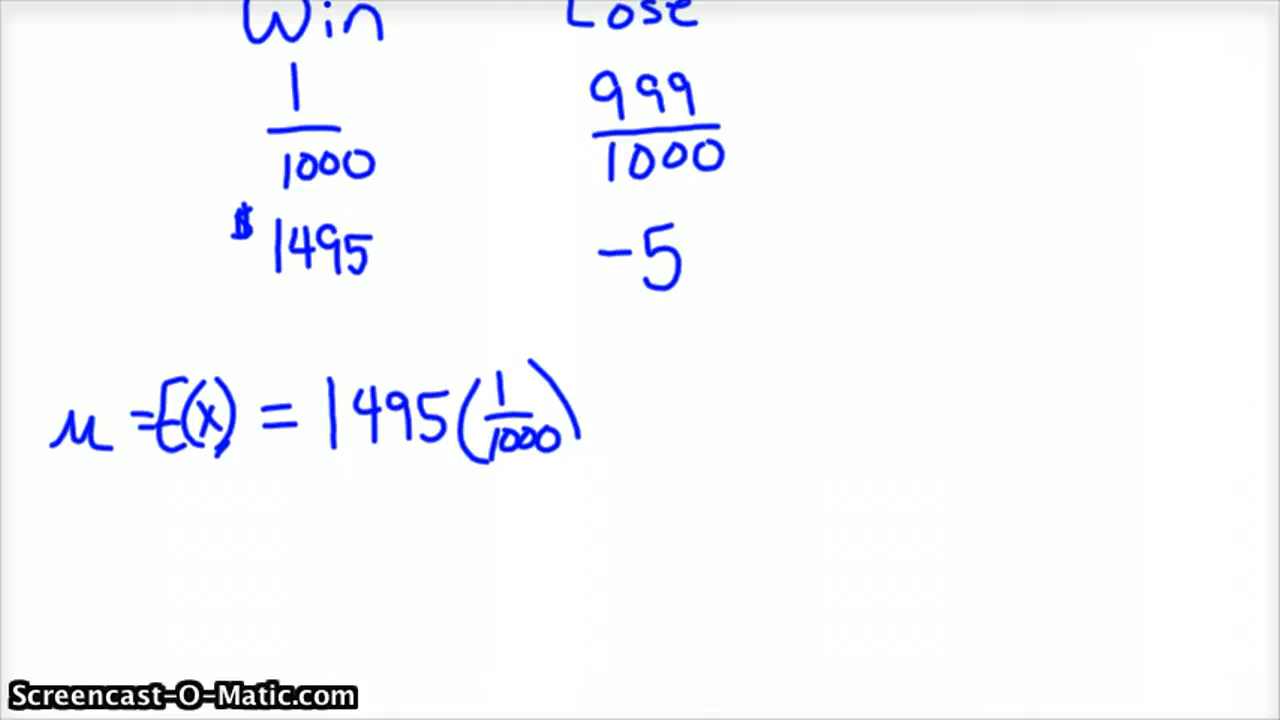 Win Lose
1/1000 999/1000
$1495 -5
μ = E(x) = 1495(1/1000)
Screencast-O-Matic.com